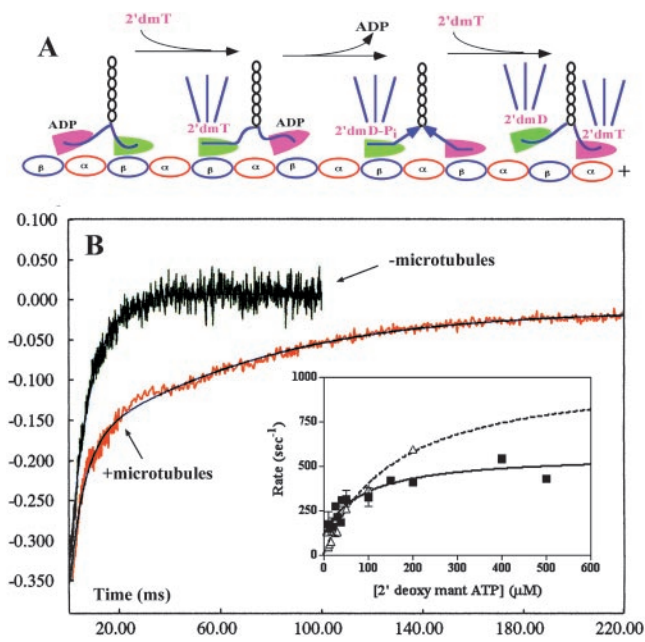 A
2'dmT
ADP
2'dmT
ADP
2'dmT
ADP
2'dmD-Pi
2'dmD
2'dmT
β α β α β α β α β α β α β α +
B
0.100
0.050
0.000
-0.050
-0.100
-0.150
-0.200
-0.250
-0.300
-0.350
-microtubules
+microtubules
Rate (sec⁻¹)
1000
750
500
250
0
0 100 200 300 400 500 600
[2' deoxy mant ATP] (µM)
Time (ms)
20.00 60.00 100.00 140.00 180.00 220.00